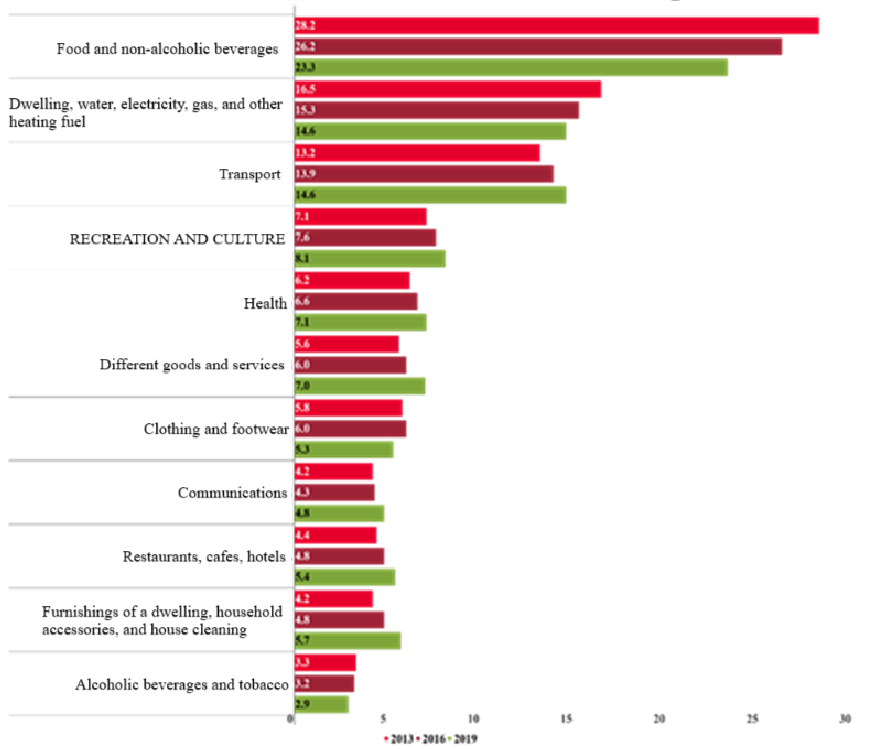 28.2
Food and non-alcoholic beverages 26.2
23.3
16.5
Dwelling, water, electricity, gas, and other
heating fuel
15.3
14.6
13.2
Transport 13.9
14.6
7.1
RECREATION AND CULTURE 7.6
8.1
6.2
Health 6.6
7.1
5.6
Different goods and services 6.0
7.0
5.8
Clothing and footwear 6.0
5.3
4.2
Communications 4.3
4.8
4.4
Restaurants, cafes, hotels 4.8
5.4
4.2
Furnishings of a dwelling, household
accessories, and house cleaning
4.8
5.7
3.3
Alcoholic beverages and tobacco 3.2
2.9
0 5 10 15 20 25 30
• 2013 • 2016 • 2019